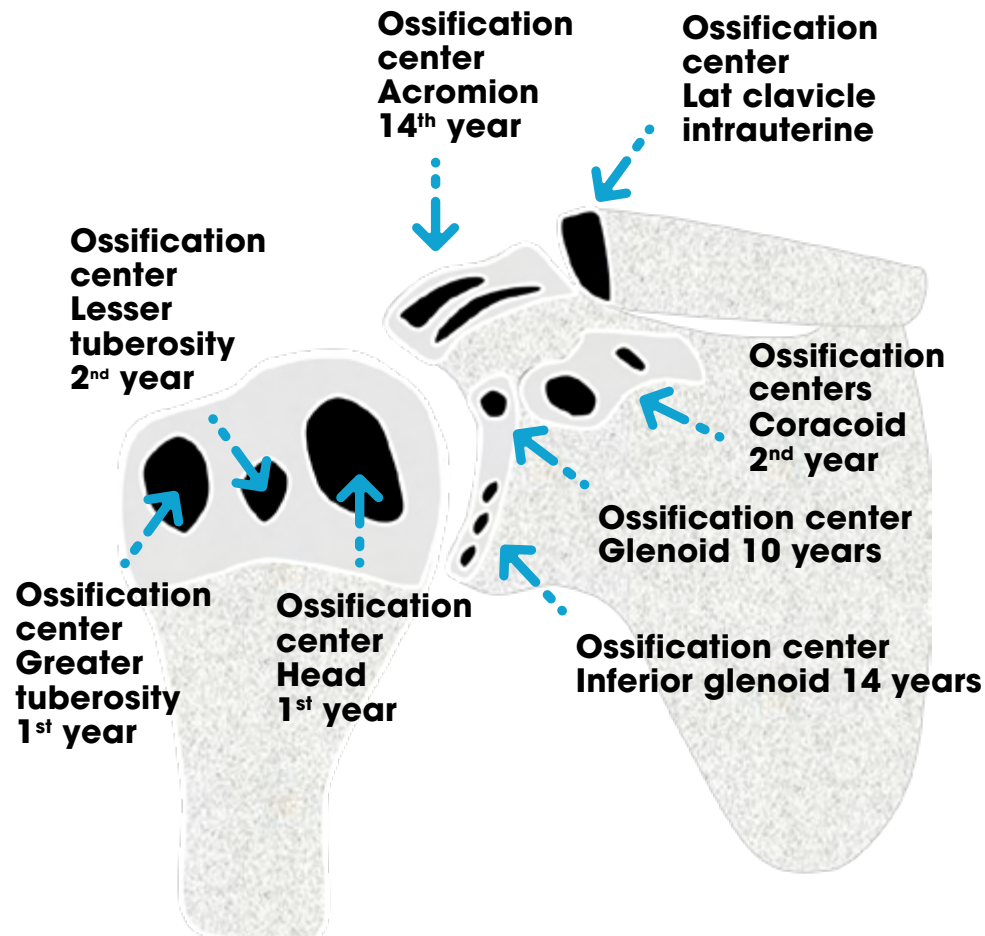 Ossification
center
Acromion
14th year
Ossification
center
Lat clavicle
intrauterine
Ossification
center
Lesser
tuberosity
2nd year
Ossification
centers
Coracoid
2nd year
Ossification center
Glenoid 10 years
Ossification
center
Greater
tuberosity
1st year
Ossification
center
Head
1st year
Ossification center
Inferior glenoid 14 years